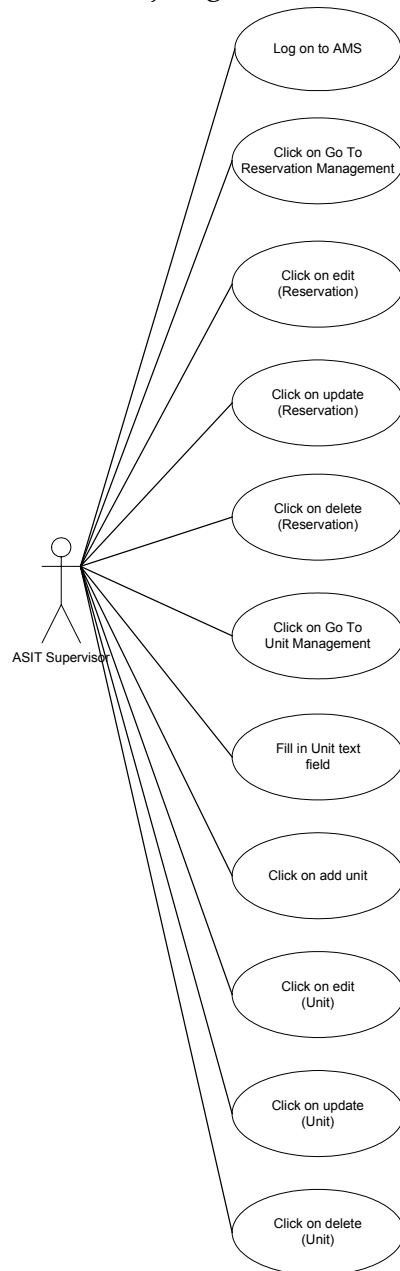 Log on to AMS
Click on Go To
Reservation Management
Click on edit
(Reservation)
Click on update
(Reservation)
Click on delete
(Reservation)
ASIT Supervisor
Click on Go To
Unit Management
Fill in Unit text
field
Click on add unit
Click on edit
(Unit)
Click on update
(Unit)
Click on delete
(Unit)